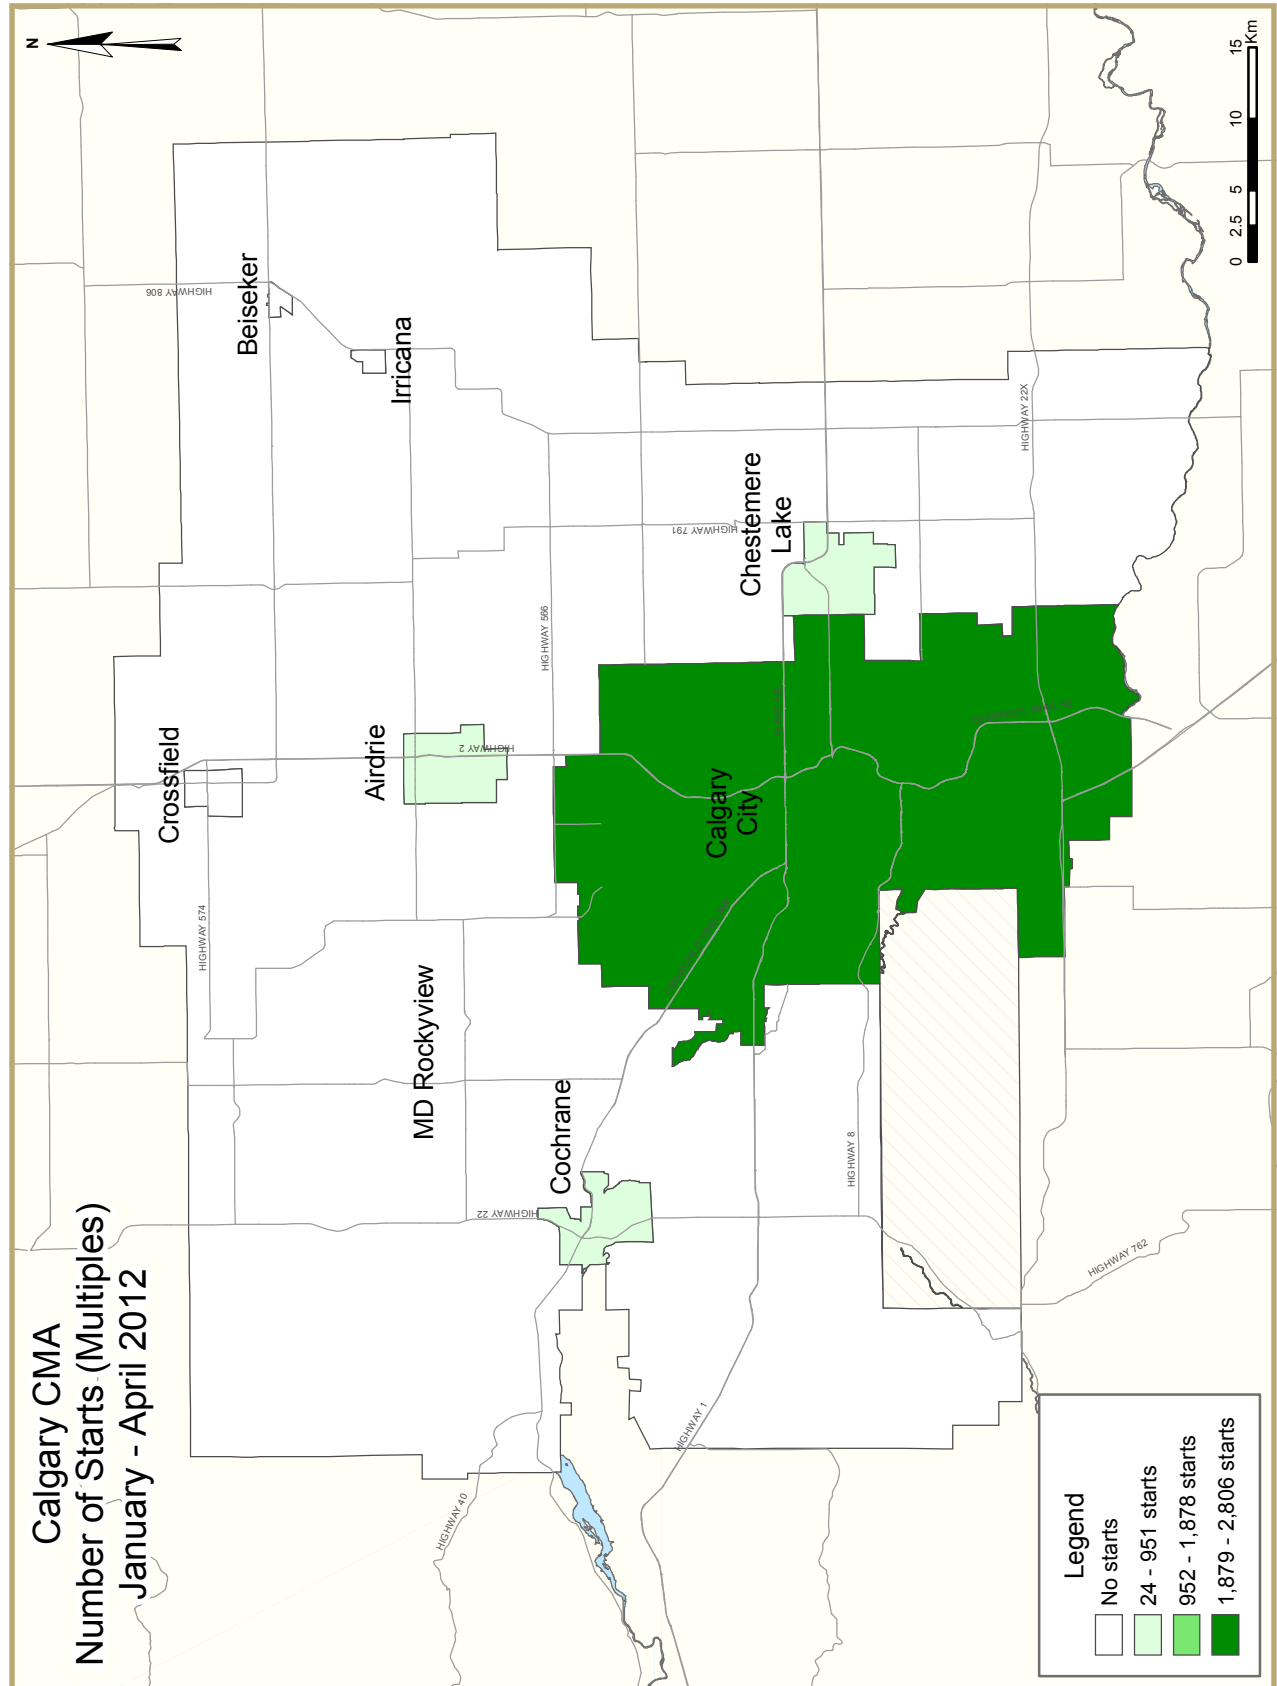 Calgary CMA
Number of Starts (Multiples)
January - April 2012
N
Beiseker
Irricana
Crossfield
Airdrie
MD Rockyview
Cochrane
Chestemere
Lake
Calgary
City
HIGHWAY 806
HIGHWAY 791
HIGHWAY 566
HIGHWAY 22X
HIGHWAY 2
HIGHWAY 574
HIGHWAY 22
HIGHWAY 8
HIGHWAY 762
HIGHWAY 1
HIGHWAY 40
Legend
No starts
24 - 951 starts
952 - 1,878 starts
1,879 - 2,806 starts
0 2.5 5 10 15
Km